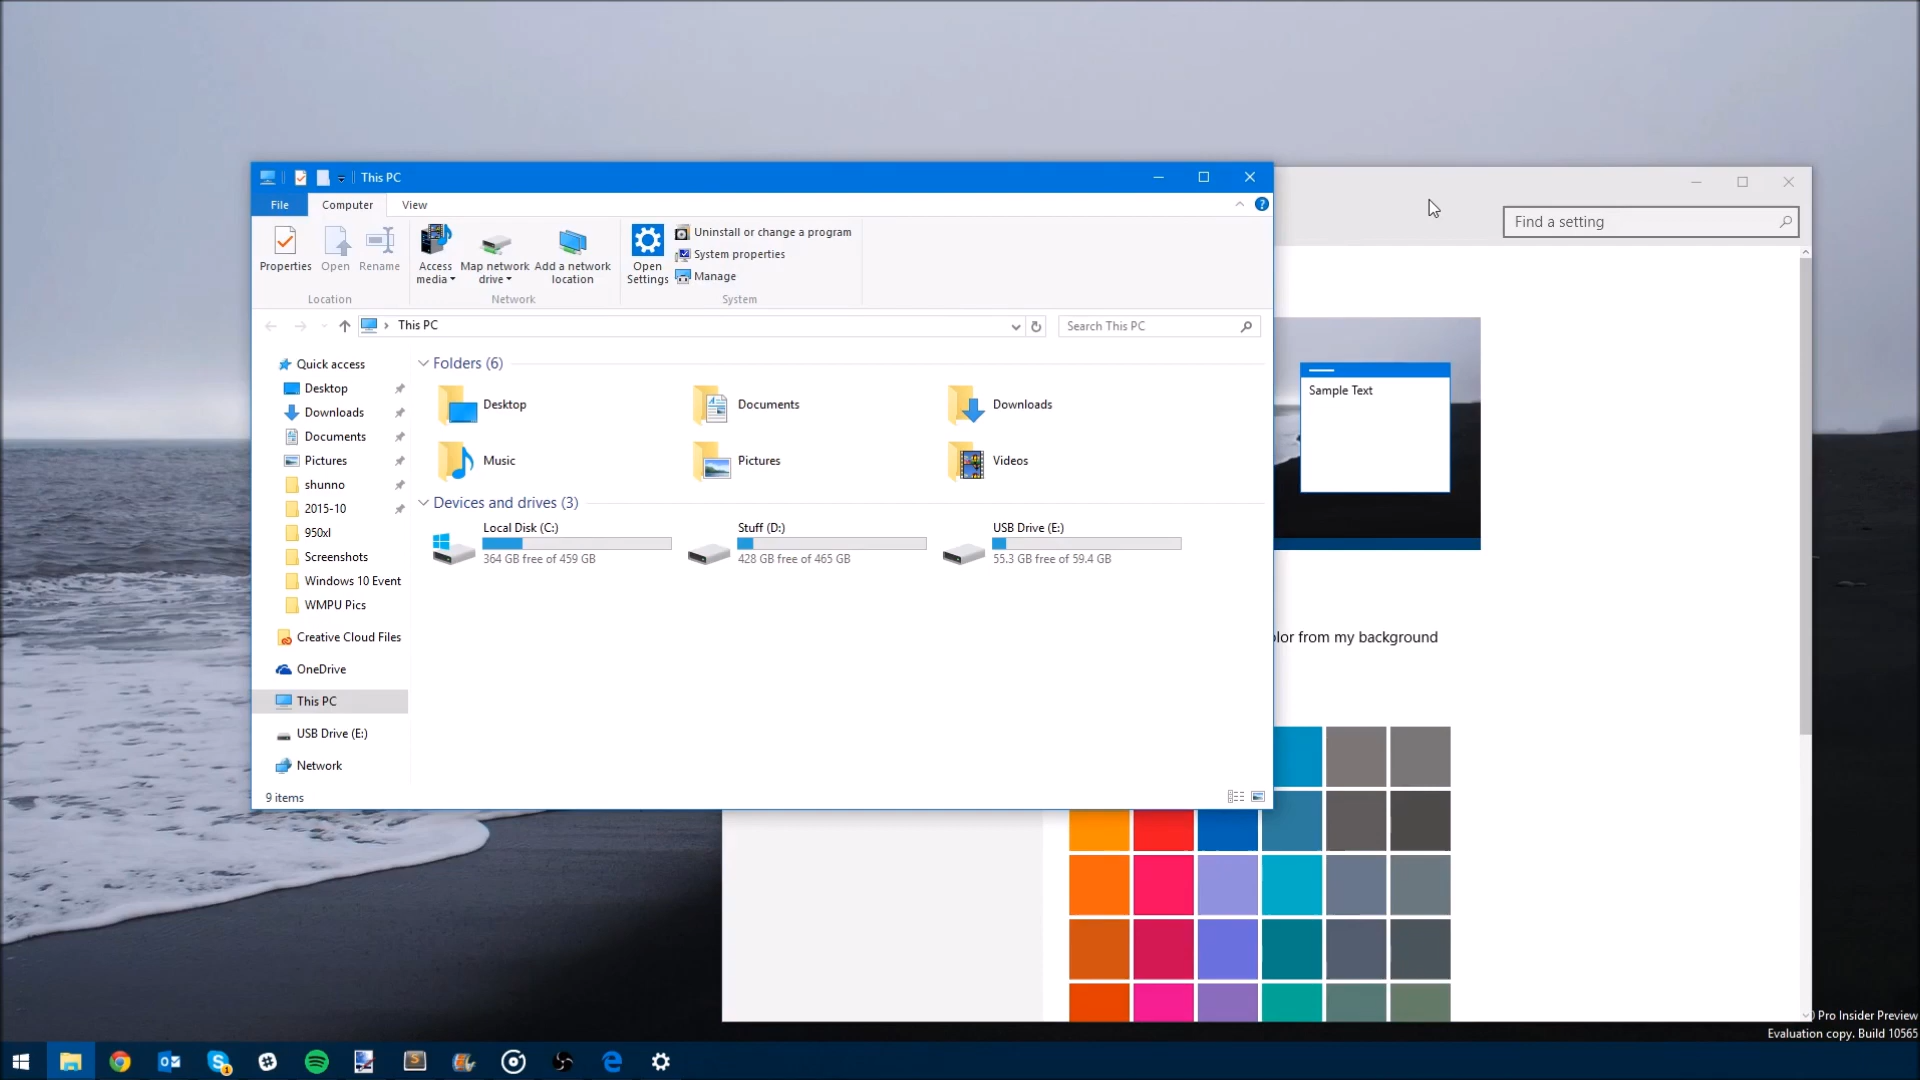 This PC
File
Computer
View
Properties
Open
Rename
Access media
Map network drive
Add a network location
Open Settings
Uninstall or change a program
System properties
Manage
Location
Network
System
Find a setting
This PC
Search This PC
Quick access
Desktop
Downloads
Documents
Pictures
shunno
2015-10
950xl
Screenshots
Windows 10 Event
WMPU Pics
Creative Cloud Files
OneDrive
This PC
USB Drive (E:)
Network
Folders (6)
Desktop
Documents
Downloads
Music
Pictures
Videos
Devices and drives (3)
Local Disk (C:)
364 GB free of 459 GB
Stuff (D:)
428 GB free of 465 GB
USB Drive (E:)
55.3 GB free of 59.4 GB
9 items
Sample Text
lor from my background
Pro Insider Preview
Evaluation copy. Build 10565